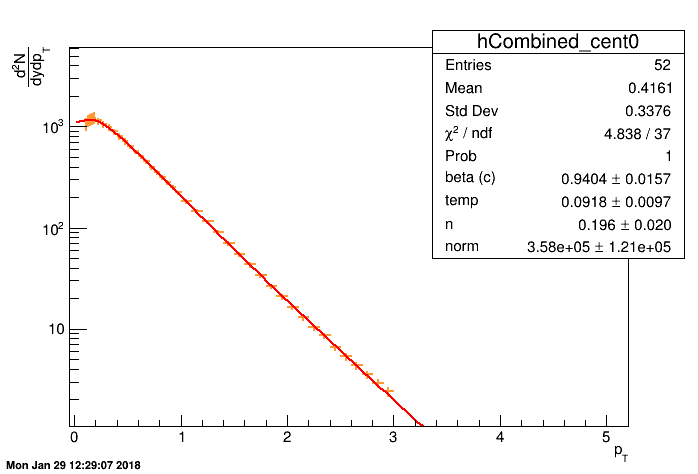 hCombined_cent0
Entries 52
Mean 0.4161
Std Dev 0.3376
χ² / ndf 4.838 / 37
Prob 1
beta (c) 0.9404 ± 0.0157
temp 0.0918 ± 0.0097
n 0.196 ± 0.020
norm 3.58e+05 ± 1.21e+05
d²N
dydp_T
10³
10²
10
0 1 2 3 4 5
p_T
Mon Jan 29 12:29:07 2018